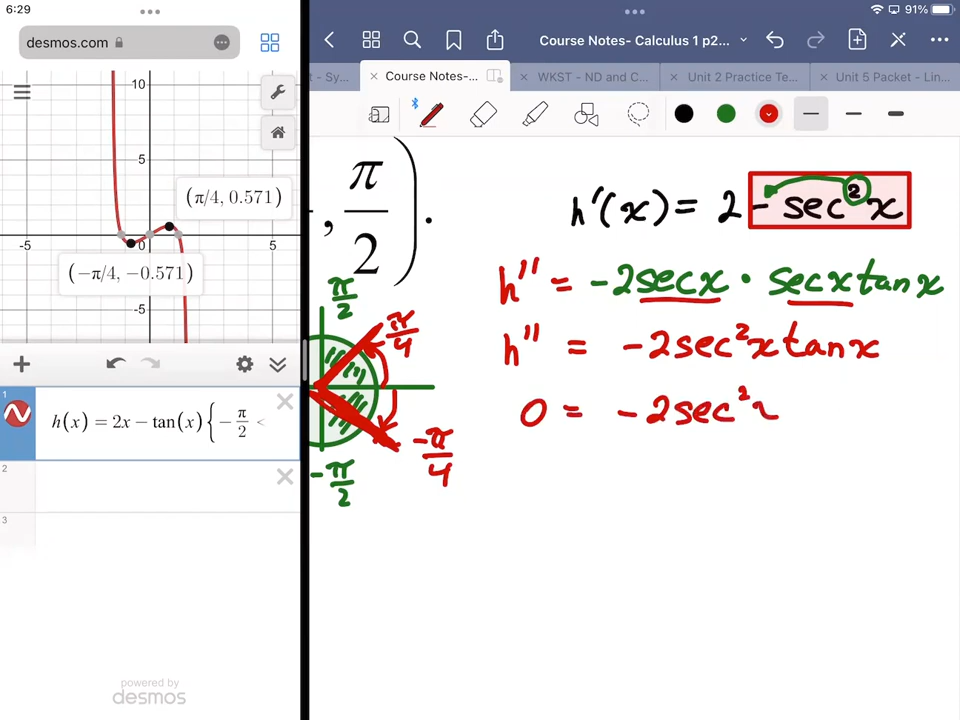 6:29
91%
desmos.com
Course Notes- Calculus 1 p2...
t - Sy...
Course Notes-...
WKST - ND and C...
Unit 2 Practice Te...
Unit 5 Packet - Lin...
10
5
(π/4, 0.571)
-5
0
5
(−π/4, −0.571)
-5
, π/2).
h'(x) = 2 - sec²x
h'' = -2secx • secxtanx
h'' = -2sec²xtanx
0 = -2sec²
π/2
π/4
-π/4
-π/2
1
h(x) = 2x − tan(x) {−π/2 <
2
3
powered by
desmos